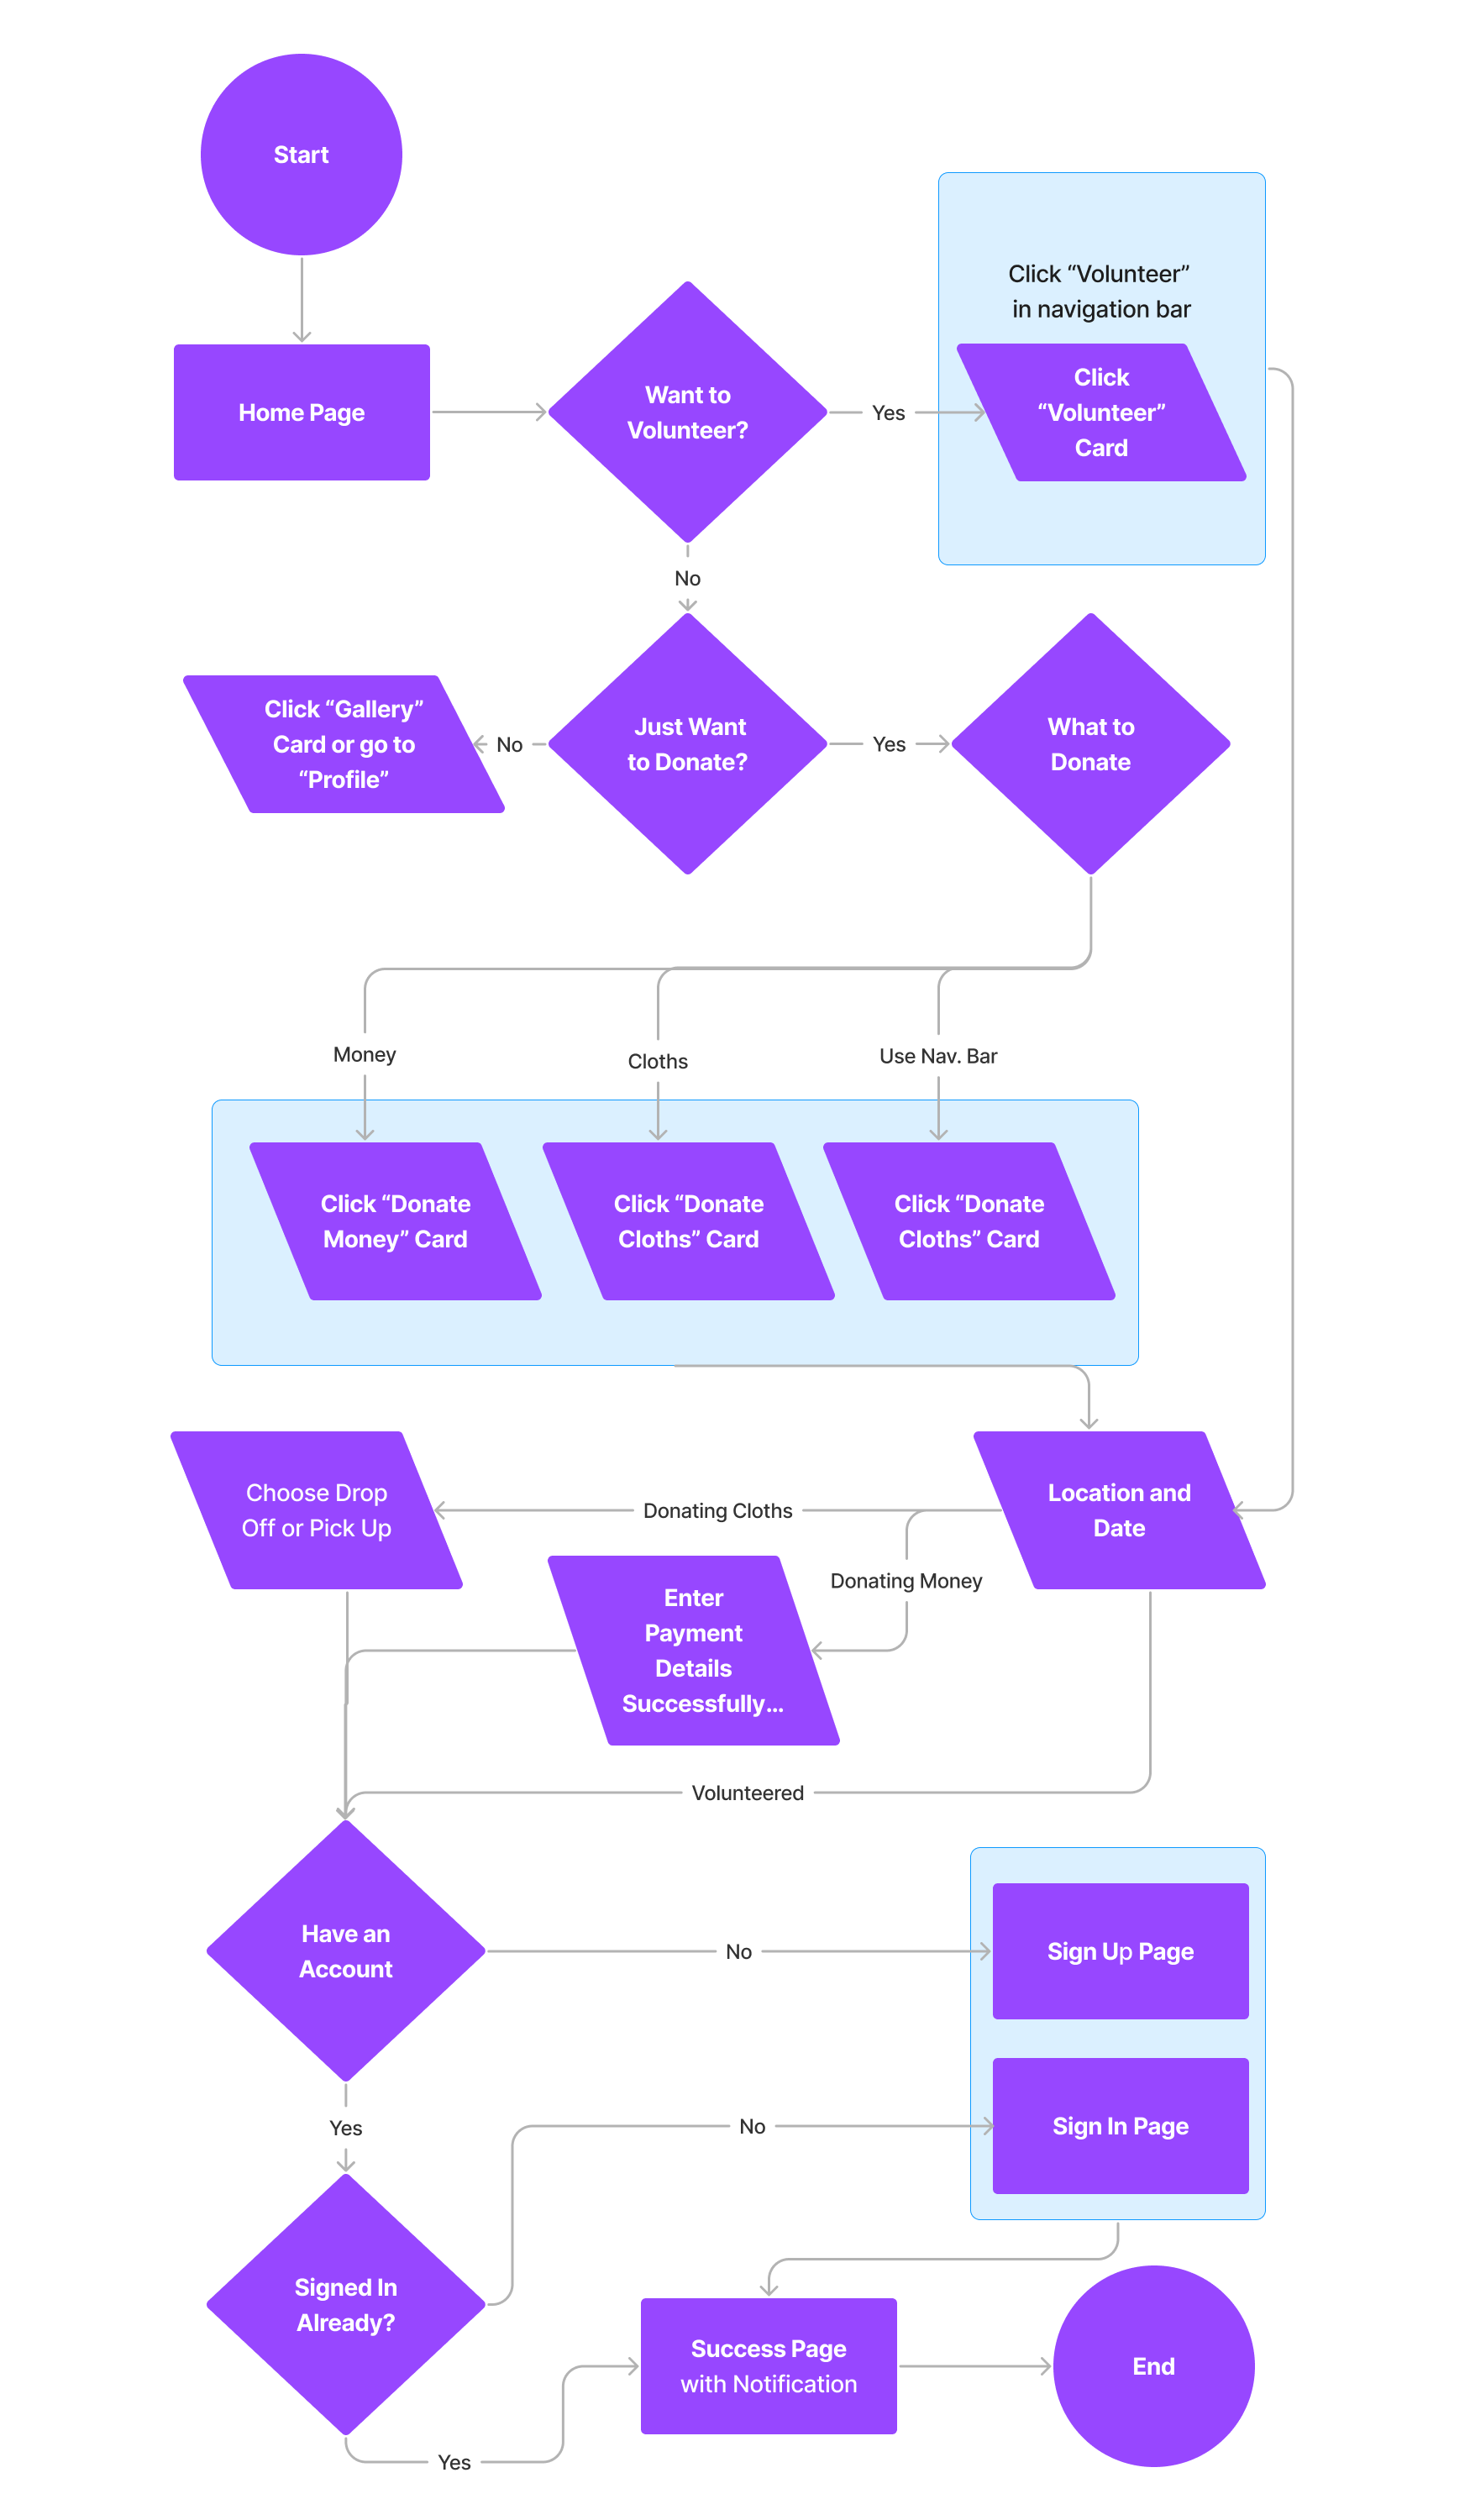 Start
Click “Volunteer”
in navigation bar
Home Page
Want to
Volunteer?
Yes
Click
“Volunteer”
Card
No
Click “Gallery”
Card or go to
“Profile”
No
Just Want
to Donate?
Yes
What to
Donate
Money
Cloths
Use Nav. Bar
Click “Donate
Money” Card
Click “Donate
Cloths” Card
Click “Donate
Cloths” Card
Choose Drop
Off or Pick Up
Donating Cloths
Location and
Date
Donating Money
Enter
Payment
Details
Successfully...
Volunteered
Have an
Account
No
Sign Up Page
Yes
No
Sign In Page
Signed In
Already?
Success Page
with Notification
End
Yes